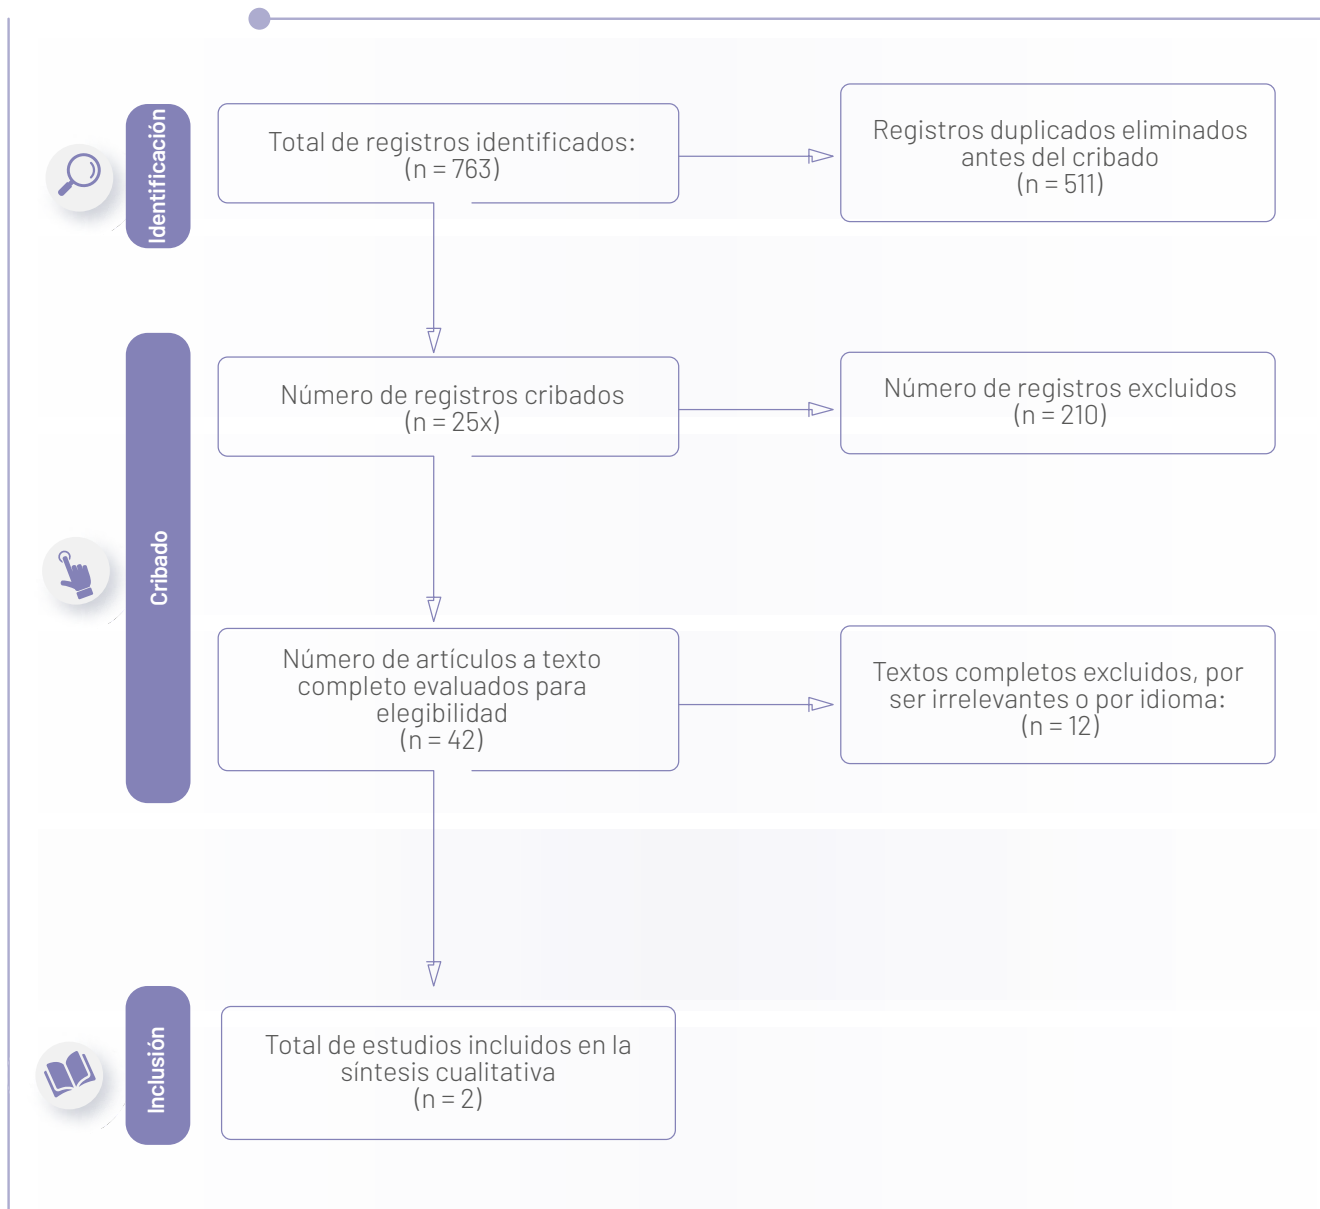 Identificación
Total de registros identificados:
(n = 763)
Registros duplicados eliminados
antes del cribado
(n = 511)
Cribado
Número de registros cribados
(n = 25x)
Número de registros excluidos
(n = 210)
Número de artículos a texto
completo evaluados para
elegibilidad
(n = 42)
Textos completos excluidos, por
ser irrelevantes o por idioma:
(n = 12)
Inclusión
Total de estudios incluidos en la
síntesis cualitativa
(n = 2)